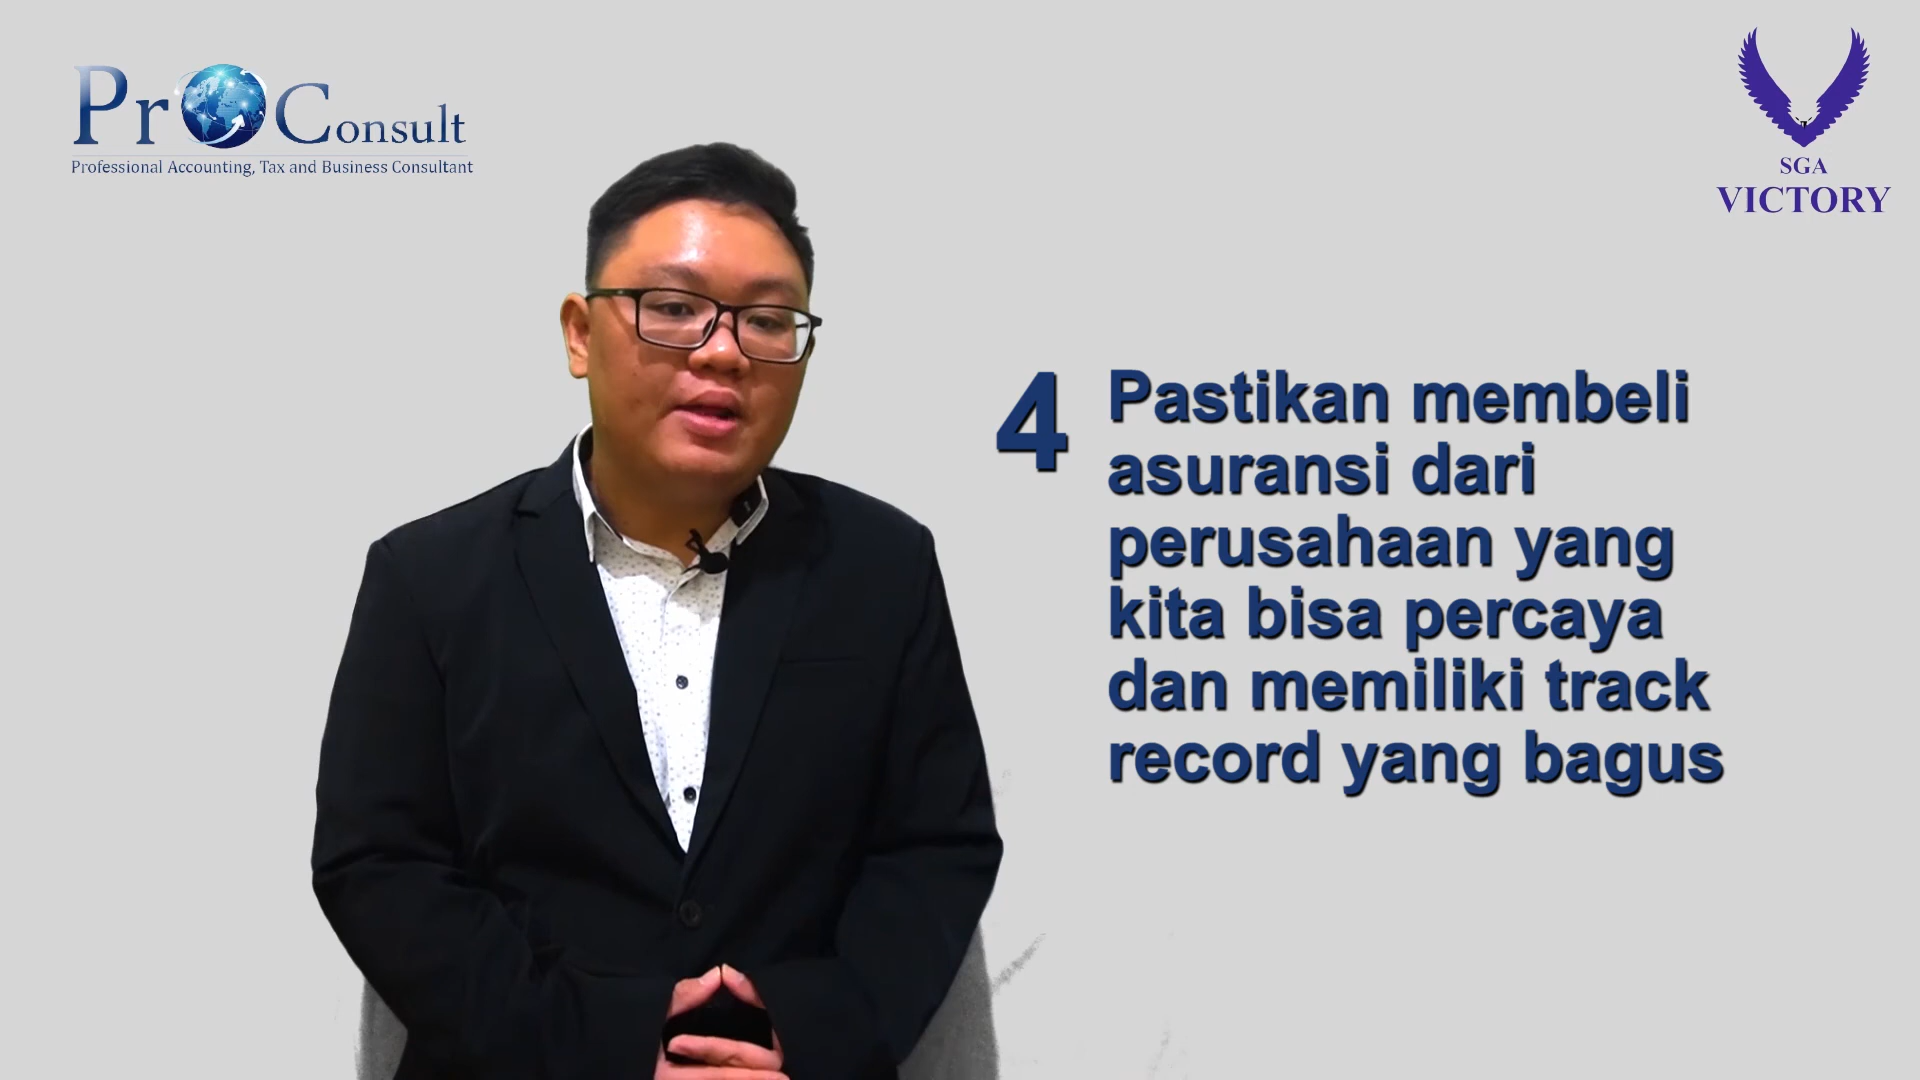 ProConsult
Professional Accounting, Tax and Business Consultant
SGA
VICTORY
4
Pastikan membeli
asuransi dari
perusahaan yang
kita bisa percaya
dan memiliki track
record yang bagus